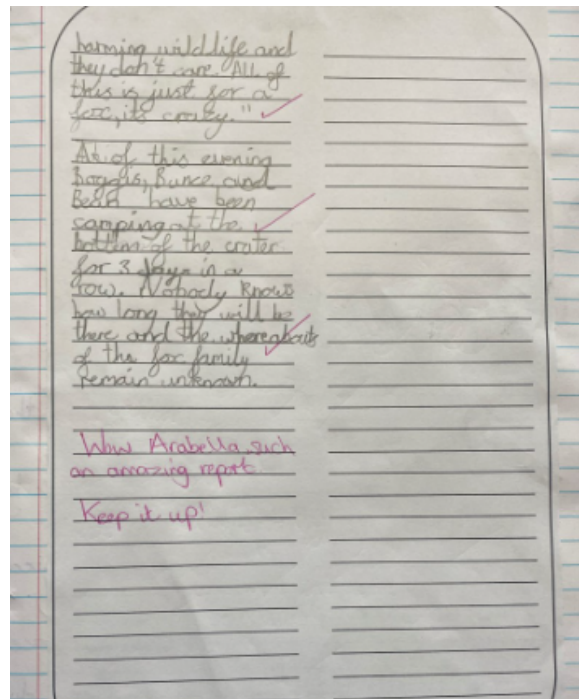 harming wildlife and
they don't care. All of
this is just for a
fox, its crazy."
As of this evening
Boggis, Bunce and
Bean have been
camping at the
bottom of the crater
for 3 days in a
row. Nobody knows
how long they will be
there and the whereabouts
of the fox family
remain unknown.
Wow Arabella such
an amazing report
Keep it up!